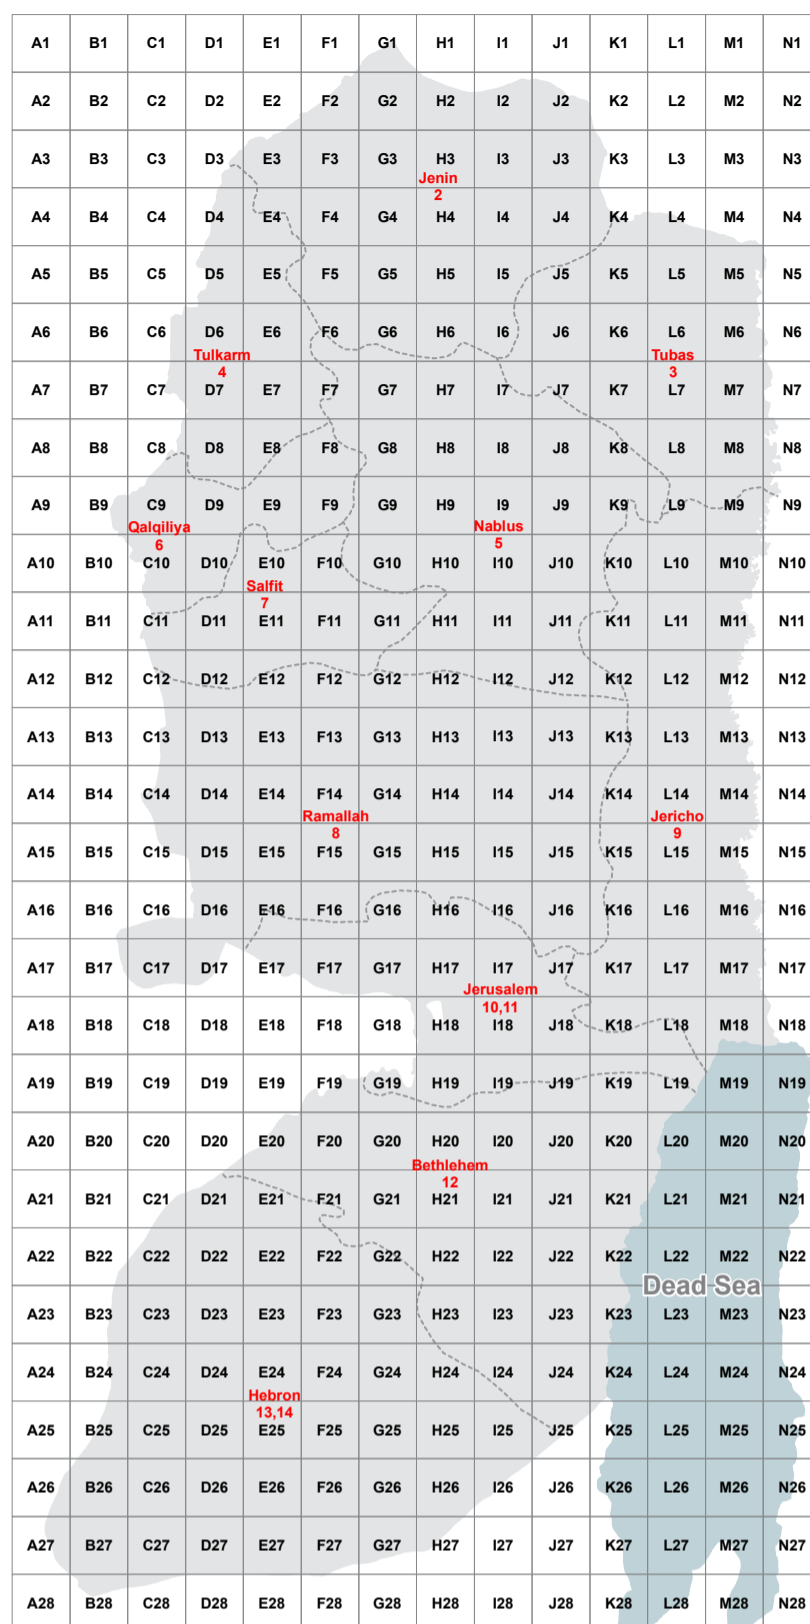 A1 B1 C1 D1 E1 F1 G1 H1 I1 J1 K1 L1 M1 N1
A2 B2 C2 D2 E2 F2 G2 H2 I2 J2 K2 L2 M2 N2
A3 B3 C3 D3 E3 F3 G3 H3 I3 J3 K3 L3 M3 N3
Jenin
2
A4 B4 C4 D4 E4 F4 G4 H4 I4 J4 K4 L4 M4 N4
A5 B5 C5 D5 E5 F5 G5 H5 I5 J5 K5 L5 M5 N5
A6 B6 C6 D6 E6 F6 G6 H6 I6 J6 K6 L6 M6 N6
Tulkarm Tubas
4 3
A7 B7 C7 D7 E7 F7 G7 H7 I7 J7 K7 L7 M7 N7
A8 B8 C8 D8 E8 F8 G8 H8 I8 J8 K8 L8 M8 N8
A9 B9 C9 D9 E9 F9 G9 H9 I9 J9 K9 L9 M9 N9
Qalqiliya Nablus
6 5
A10 B10 C10 D10 E10 F10 G10 H10 I10 J10 K10 L10 M10 N10
Salfit
7
A11 B11 C11 D11 E11 F11 G11 H11 I11 J11 K11 L11 M11 N11
A12 B12 C12 D12 E12 F12 G12 H12 I12 J12 K12 L12 M12 N12
A13 B13 C13 D13 E13 F13 G13 H13 I13 J13 K13 L13 M13 N13
A14 B14 C14 D14 E14 F14 G14 H14 I14 J14 K14 L14 M14 N14
Ramallah Jericho
8 9
A15 B15 C15 D15 E15 F15 G15 H15 I15 J15 K15 L15 M15 N15
A16 B16 C16 D16 E16 F16 G16 H16 I16 J16 K16 L16 M16 N16
A17 B17 C17 D17 E17 F17 G17 H17 I17 J17 K17 L17 M17 N17
Jerusalem
10,11
A18 B18 C18 D18 E18 F18 G18 H18 I18 J18 K18 L18 M18 N18
A19 B19 C19 D19 E19 F19 G19 H19 I19 J19 K19 L19 M19 N19
A20 B20 C20 D20 E20 F20 G20 H20 I20 J20 K20 L20 M20 N20
Bethlehem
12
A21 B21 C21 D21 E21 F21 G21 H21 I21 J21 K21 L21 M21 N21
A22 B22 C22 D22 E22 F22 G22 H22 I22 J22 K22 L22 M22 N22
Dead Sea
A23 B23 C23 D23 E23 F23 G23 H23 I23 J23 K23 L23 M23 N23
A24 B24 C24 D24 E24 F24 G24 H24 I24 J24 K24 L24 M24 N24
Hebron
13,14
A25 B25 C25 D25 E25 F25 G25 H25 I25 J25 K25 L25 M25 N25
A26 B26 C26 D26 E26 F26 G26 H26 I26 J26 K26 L26 M26 N26
A27 B27 C27 D27 E27 F27 G27 H27 I27 J27 K27 L27 M27 N27
A28 B28 C28 D28 E28 F28 G28 H28 I28 J28 K28 L28 M28 N28